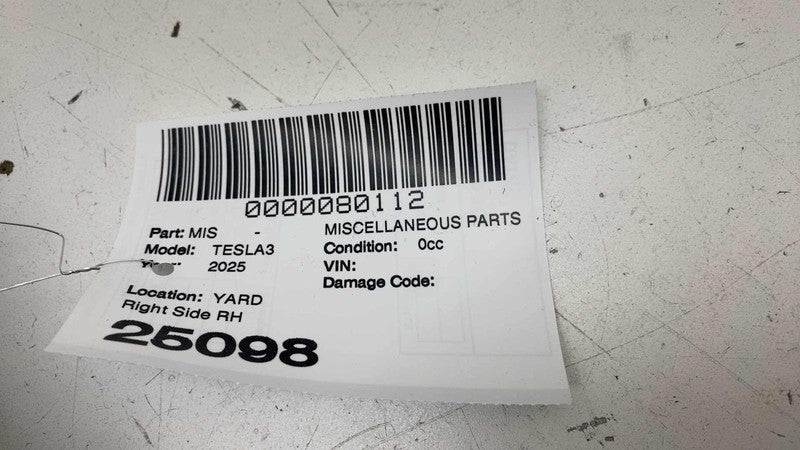 0000080112
Part: MIS - MISCELLANEOUS PARTS
Model: TESLA3 Condition: 0cc
2025 VIN:
Damage Code:
Location: YARD
Right Side RH
25098